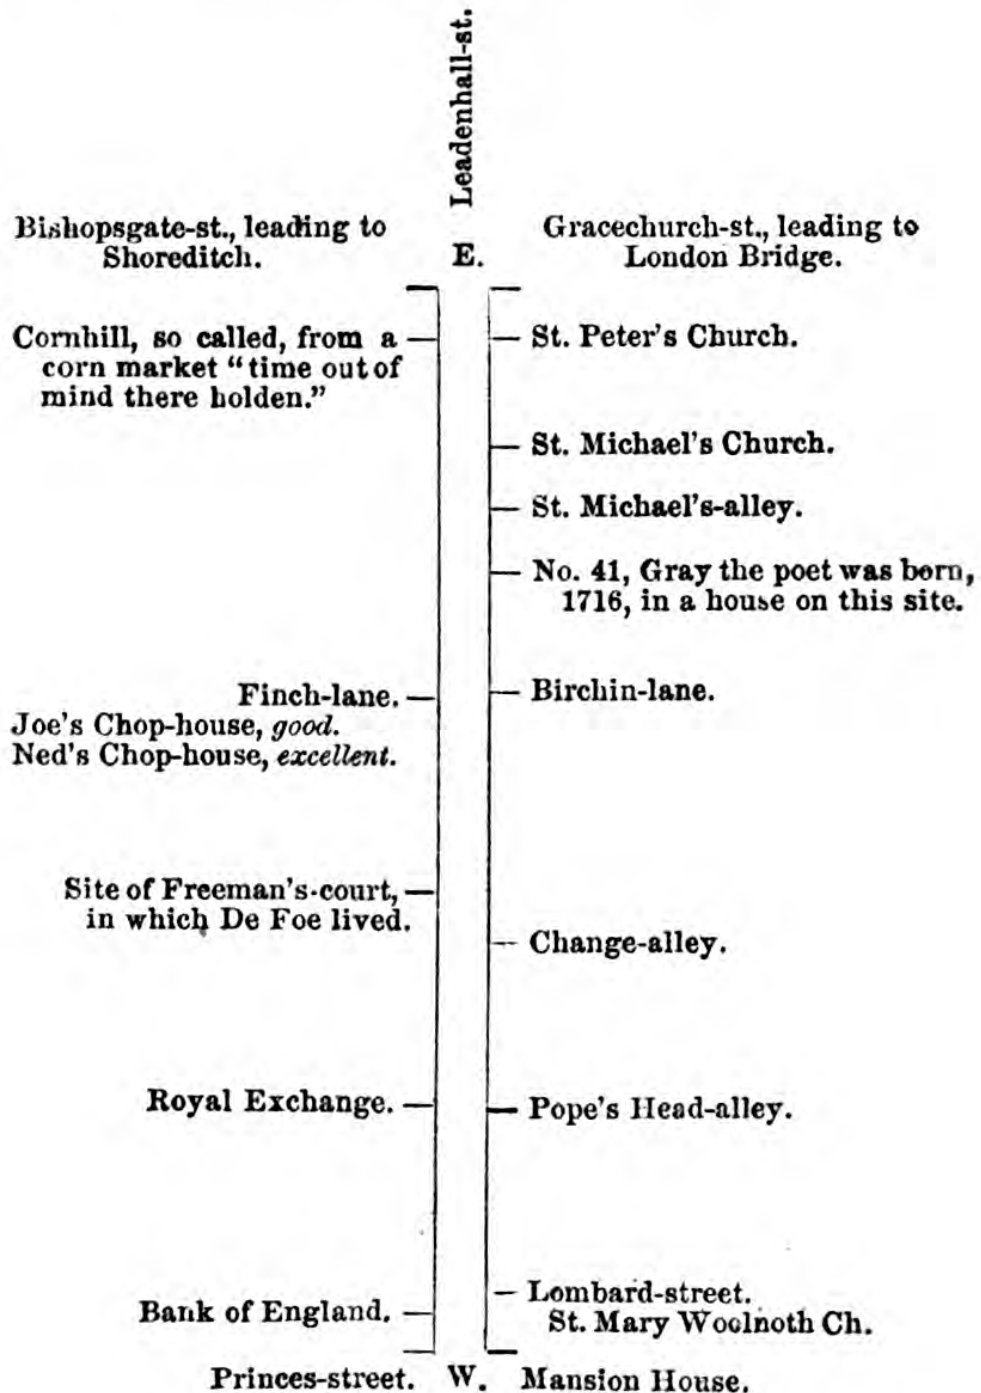 Leadenhall-st.
Bishopsgate-st., leading to
Shoreditch.
E.
Gracechurch-st., leading to
London Bridge.
Cornhill, so called, from a
corn market “time out of
mind there holden.”
St. Peter's Church.
St. Michael's Church.
St. Michael's-alley.
No. 41, Gray the poet was born,
1716, in a house on this site.
Finch-lane.
Joe's Chop-house, good.
Ned's Chop-house, excellent.
Birchin-lane.
Site of Freeman's-court,
in which De Foe lived.
Change-alley.
Royal Exchange.
Pope's Head-alley.
Bank of England.
Lombard-street.
St. Mary Woolnoth Ch.
Princes-street.
W.
Mansion House.